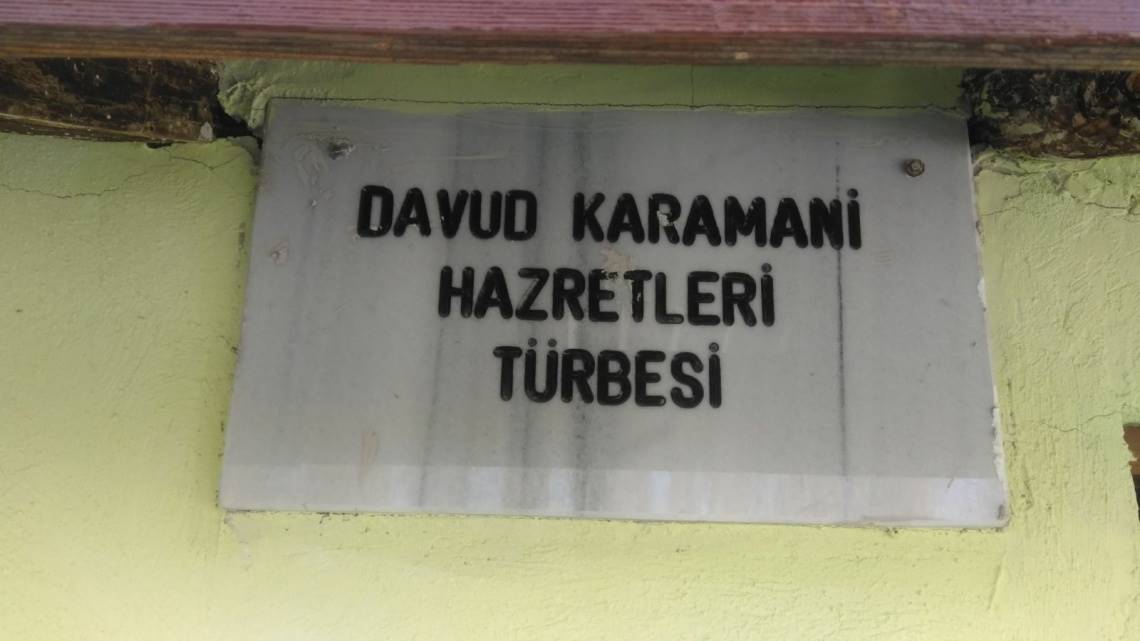 DAVUD KARAMANİ
HAZRETLERİ
TÜRBESİ